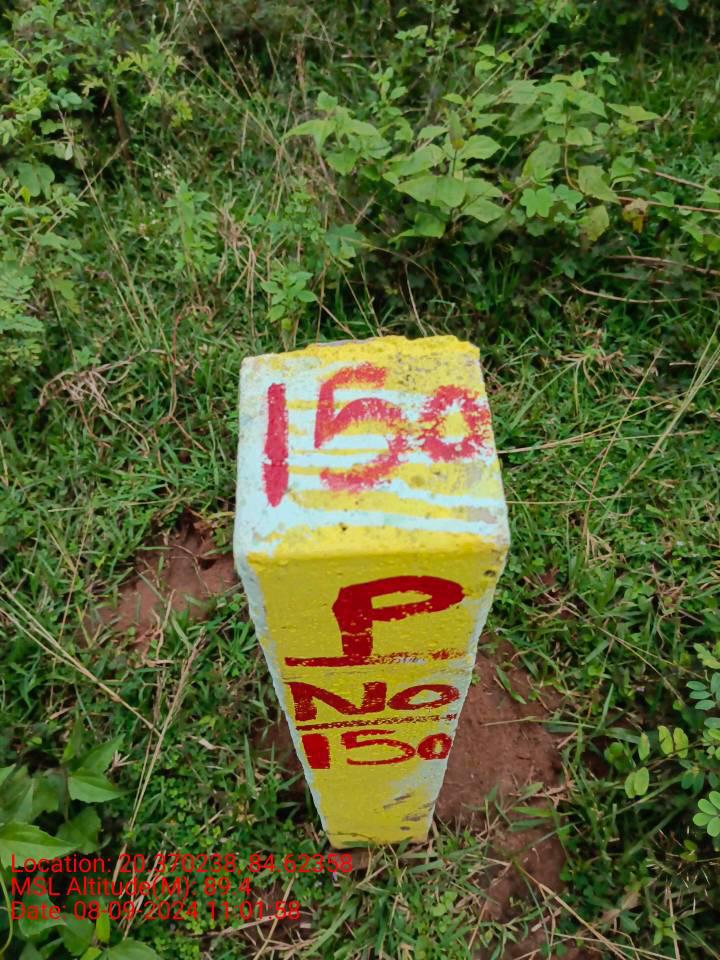 150
P
No
150
Location: 20.370238, 84.62358
MSL Altitude(M): 89.4
Date: 08-09-2024 11:01:58